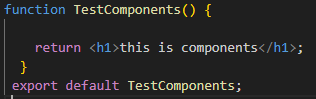 function TestComponents() {
return <h1>this is components</h1>;
}
export default TestComponents;